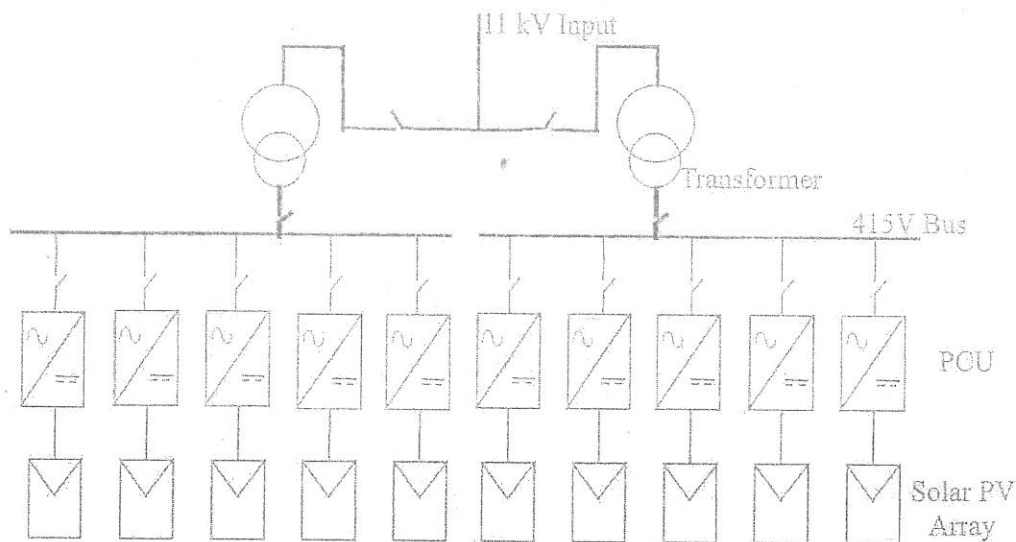 11 kV Input
Transformer
415V Bus
PCU
Solar PV
Array